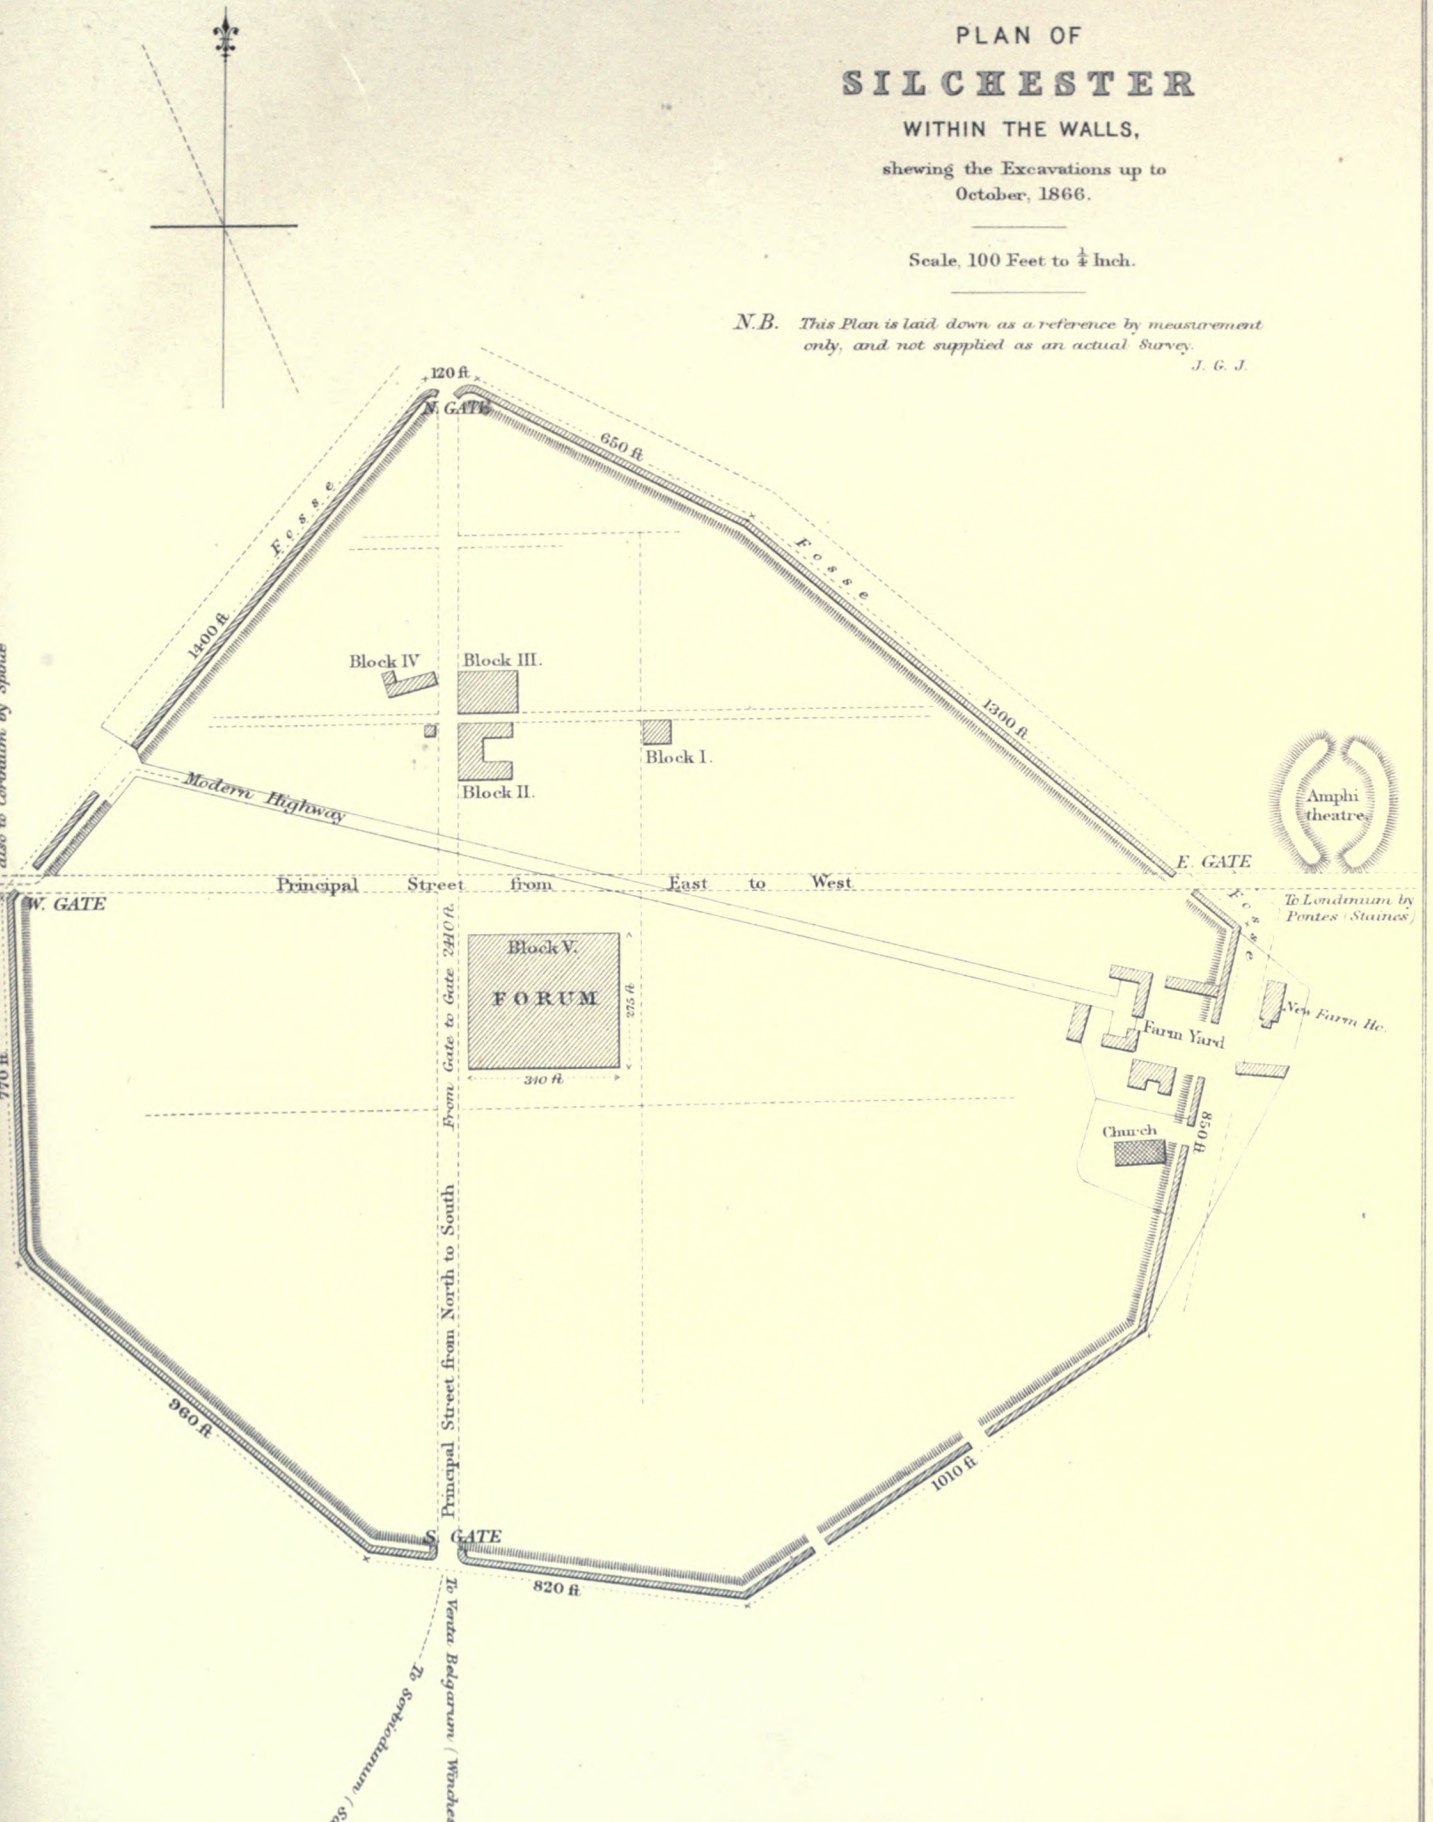 PLAN OF
SILCHESTER
WITHIN THE WALLS,
shewing the Excavations up to
October, 1866.
Scale, 100 Feet to ¼ Inch.
N.B. This Plan is laid down as a reference by measurement
only, and not supplied as an actual Survey.
J. G. J.
120 ft
N. GATE
650 ft
Fosse
Fosse
1400 ft
1300 ft
Block IV
Block III.
Block I.
Block II.
Modern Highway
Amphi
theatre
E. GATE
Principal Street from East to West
To Londinium by
Pontes (Staines)
W. GATE
Fosse
also to Corinium by Spinæ
Block V.
FORUM
275 ft
340 ft
From Gate to Gate 2410 ft.
Principal Street from North to South
New Farm Ho.
Farm Yard
770 ft
850 ft
Church
960 ft
1010 ft
S. GATE
820 ft
To Venta Belgarum (Winches
To Sorbiodunum (Sa